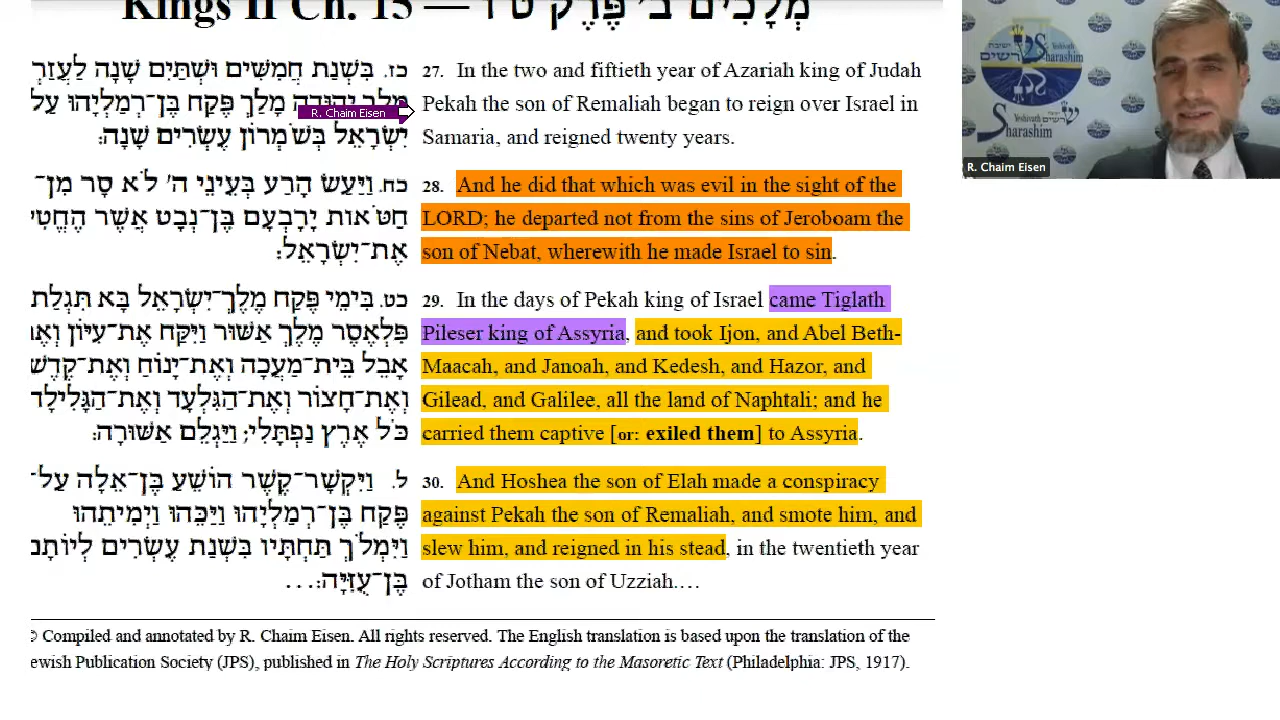 Kings II Ch. 15 — מְלָכִים ב׳ פֶּרֶק ט״ו
כז. בִּשְׁנַת חֲמִשִּׁים וּשְׁתַּיִם שָׁנָה לַעֲזַר
מָלַךְ פֶּקַח בֶּן־רְמַלְיָהוּ עַל
יִשְׂרָאֵל בְּשֹׁמְרוֹן עֶשְׂרִים שָׁנָה:
27. In the two and fiftieth year of Azariah king of Judah
Pekah the son of Remaliah began to reign over Israel in
Samaria, and reigned twenty years.
כח. וַיַּעַשׂ הָרַע בְּעֵינֵי ה׳ לֹא סָר מִן־
חַטֹּאות יָרָבְעָם בֶּן־נְבָט אֲשֶׁר הֶחֱטִי
אֶת־יִשְׂרָאֵל:
28. And he did that which was evil in the sight of the
LORD; he departed not from the sins of Jeroboam the
son of Nebat, wherewith he made Israel to sin.
כט. בִּימֵי פֶּקַח מֶלֶךְ־יִשְׂרָאֵל בָּא תִּגְלַת
פִּלְאֶסֶר מֶלֶךְ אַשּׁוּר וַיִּקַּח אֶת־עִיּוֹן וְאֶ
אָבֵל בֵּית־מַעֲכָה וְאֶת־יָנוֹחַ וְאֶת־קֶדֶשׁ
וְאֶת־חָצוֹר וְאֶת־הַגִּלְעָד וְאֶת־הַגָּלִילָה
כֹּל אֶרֶץ נַפְתָּלִי; וַיַּגְלֵם אַשּׁוּרָה:
29. In the days of Pekah king of Israel came Tiglath
Pileser king of Assyria, and took Ijon, and Abel Beth-
Maacah, and Janoah, and Kedesh, and Hazor, and
Gilead, and Galilee, all the land of Naphtali; and he
carried them captive [or: exiled them] to Assyria.
ל. וַיִּקְשָׁר־קֶשֶׁר הוֹשֵׁעַ בֶּן־אֵלָה עַל־
פֶּקַח בֶּן־רְמַלְיָהוּ וַיַּכֵּהוּ וַיְמִיתֵהוּ
וַיִּמְלֹךְ תַּחְתָּיו בִּשְׁנַת עֶשְׂרִים לְיוֹתָם
בֶּן־עֻזִּיָּה:...
30. And Hoshea the son of Elah made a conspiracy
against Pekah the son of Remaliah, and smote him, and
slew him, and reigned in his stead, in the twentieth year
of Jotham the son of Uzziah.…
© Compiled and annotated by R. Chaim Eisen. All rights reserved. The English translation is based upon the translation of the
ewish Publication Society (JPS), published in The Holy Scriptures According to the Masoretic Text (Philadelphia: JPS, 1917).
R. Chaim Eisen
ישיבת שרשים
Yeshivath Sharashim
Yeshivath שרשים
Sharashim
R. Chaim Eisen